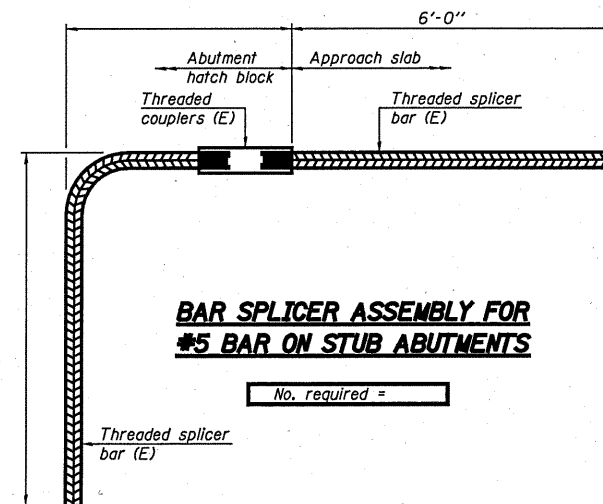 6'-0"
Abutment
hatch block
Approach slab
Threaded
couplers (E)
Threaded splicer
bar (E)
BAR SPLICER ASSEMBLY FOR
#5 BAR ON STUB ABUTMENTS
No. required =
Threaded splicer
bar (E)